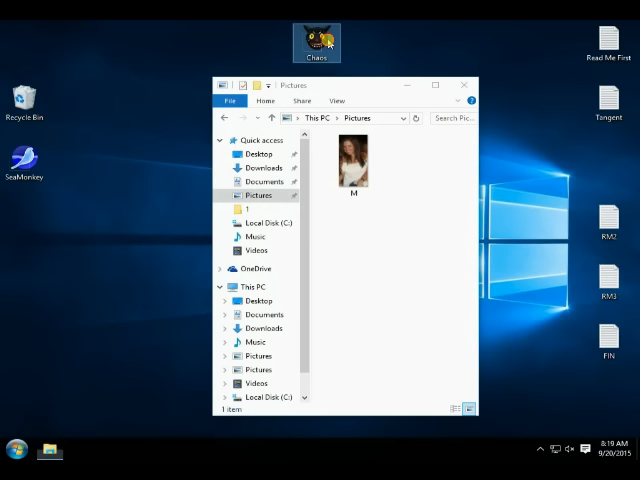 Chaos
Read Me First
Recycle Bin
Tangent
SeaMonkey
RM2
RM3
FIN
Pictures
File
Home
Share
View
This PC
Pictures
Search Pic...
Quick access
Desktop
Downloads
Documents
Pictures
1
Local Disk (C:)
Music
Videos
OneDrive
This PC
Desktop
Documents
Downloads
Music
Pictures
Pictures
Videos
Local Disk (C:)
M
1 item
8:19 AM
9/20/2015